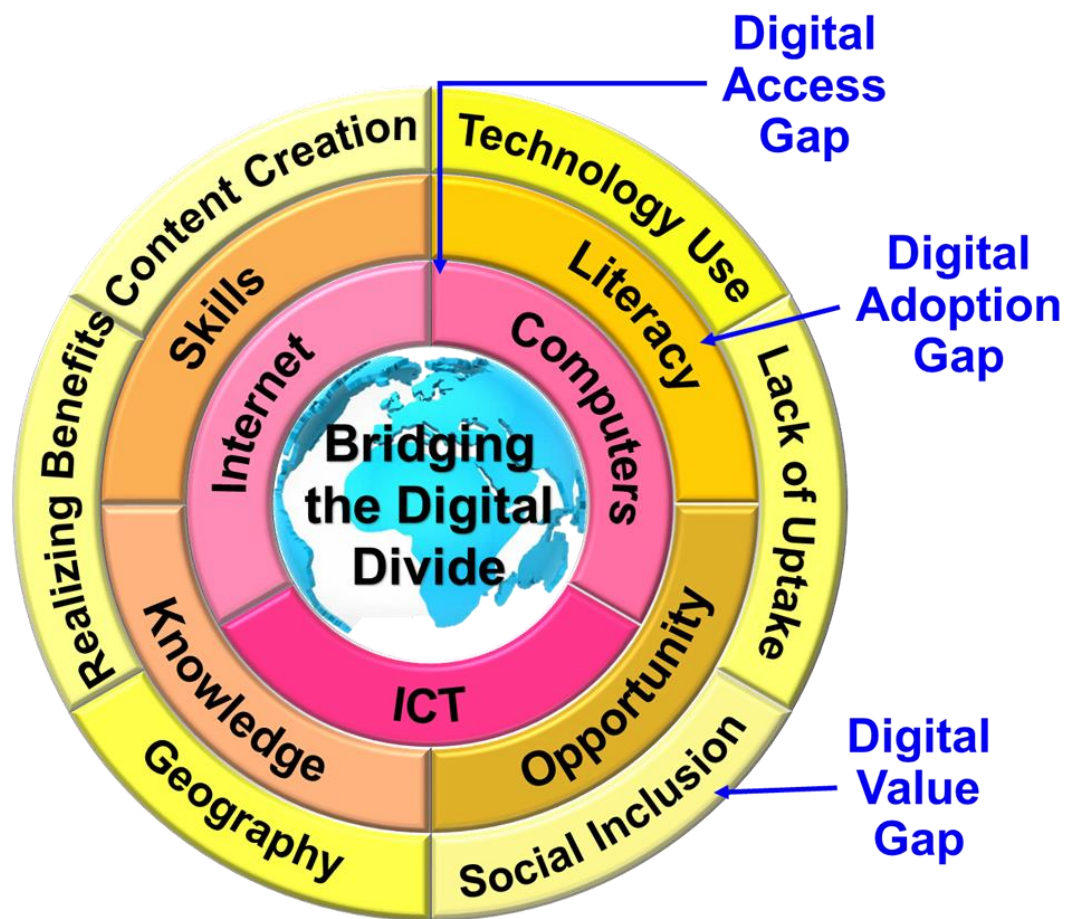 Digital
Access
Gap
Content Creation
Technology Use
Skills
Literacy
Digital
Adoption
Gap
Internet
Computers
Bridging
the Digital
Divide
Realizing Benefits
Lack of Uptake
Knowledge
ICT
Opportunity
Digital
Value
Gap
Geography
Social Inclusion